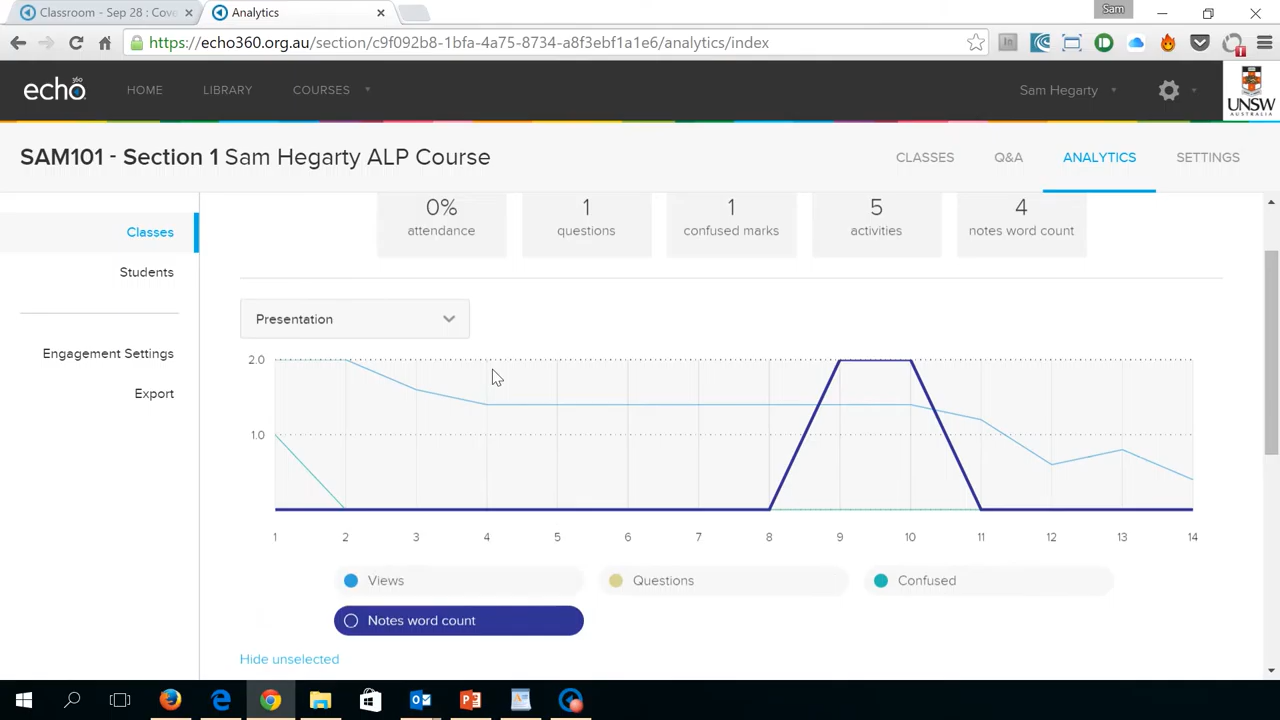 Classroom - Sep 28 : Cove
Analytics
Sam
https://echo360.org.au/section/c9f092b8-1bfa-4a75-8734-a8f3ebf1a1e6/analytics/index
echo360
HOME
LIBRARY
COURSES
Sam Hegarty
UNSW
AUSTRALIA
SAM101 - Section 1 Sam Hegarty ALP Course
CLASSES
Q&A
ANALYTICS
SETTINGS
Classes
Students
Engagement Settings
Export
0%
attendance
1
questions
1
confused marks
5
activities
4
notes word count
Presentation
2.0
1.0
1 2 3 4 5 6 7 8 9 10 11 12 13 14
Views
Questions
Confused
Notes word count
Hide unselected